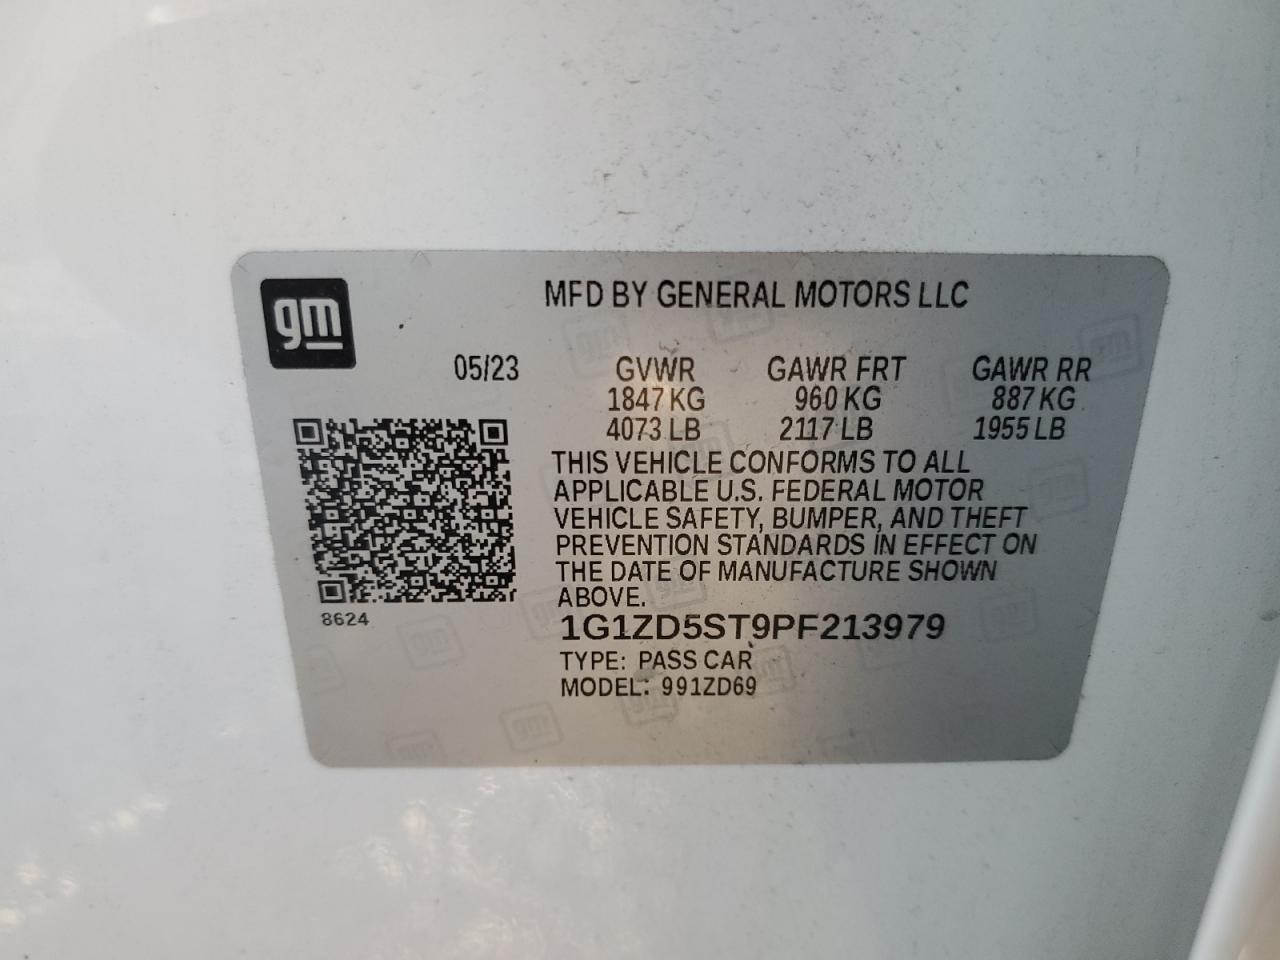 gm
MFD BY GENERAL MOTORS LLC
05/23 GVWR GAWR FRT GAWR RR
1847 KG 960 KG 887 KG
4073 LB 2117 LB 1955 LB
THIS VEHICLE CONFORMS TO ALL
APPLICABLE U.S. FEDERAL MOTOR
VEHICLE SAFETY, BUMPER, AND THEFT
PREVENTION STANDARDS IN EFFECT ON
THE DATE OF MANUFACTURE SHOWN
ABOVE.
8624
1G1ZD5ST9PF213979
TYPE: PASS CAR
MODEL: 991ZD69